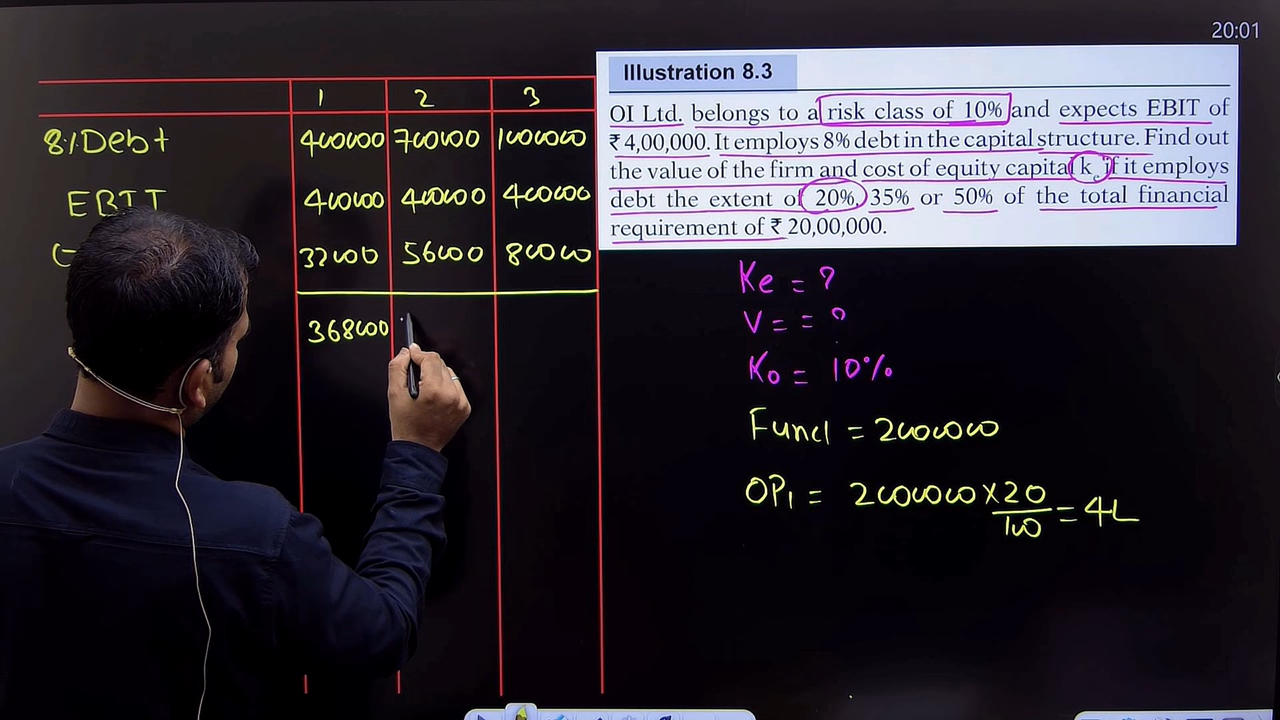 20:01
Illustration 8.3
OI Ltd. belongs to a risk class of 10% and expects EBIT of
₹ 4,00,000. It employs 8% debt in the capital structure. Find out
the value of the firm and cost of equity capital ke if it employs
debt the extent of 20%, 35% or 50% of the total financial
requirement of ₹ 20,00,000.
1 2 3
8% Debt 400000 700000 1000000
EBIT 400000 400000 400000
32000 56000 80000
368000
Ke = ?
V = = ?
Ko = 10%
Fund = 2000000
OP1 = 2000000 × 20/100 = 4L